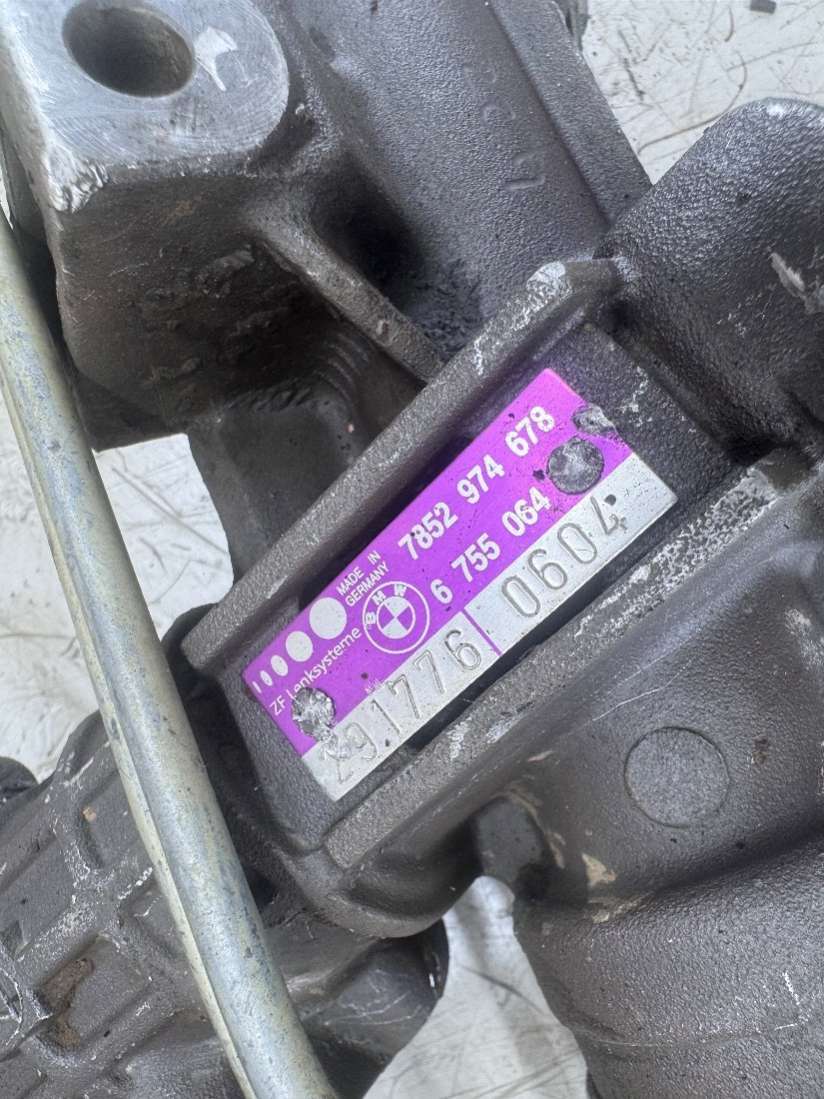 MADE IN
GERMANY
7852 974 678
6 755 064
BMW
ZF Lenksysteme
291776
0604